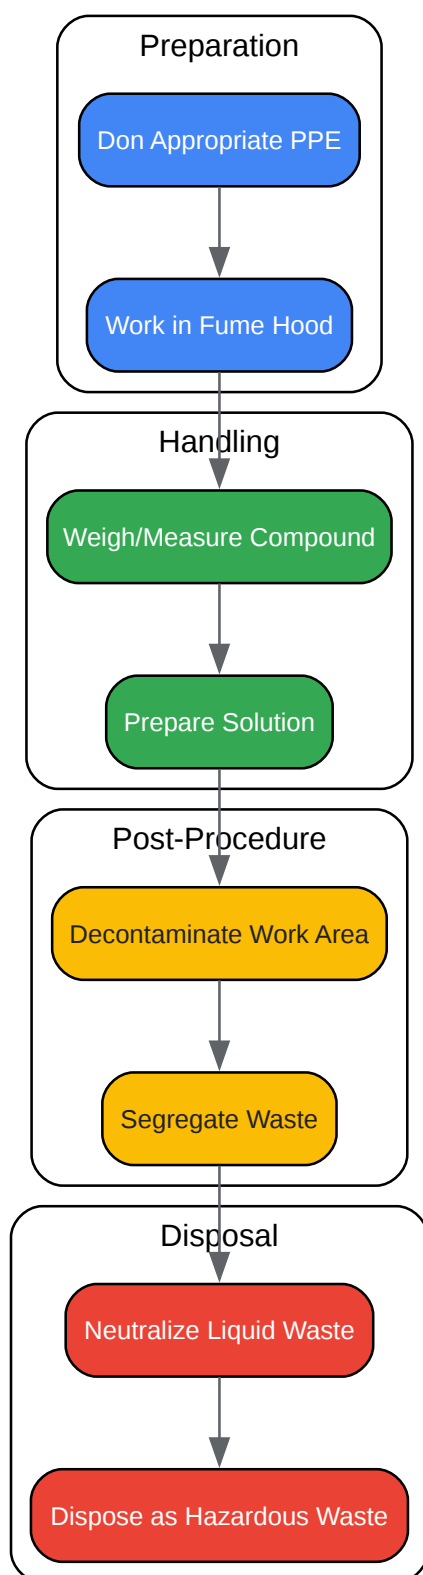 Preparation
Don Appropriate PPE
Work in Fume Hood
Handling
Weigh/Measure Compound
Prepare Solution
Post-Procedure
Decontaminate Work Area
Segregate Waste
Disposal
Neutralize Liquid Waste
Dispose as Hazardous Waste